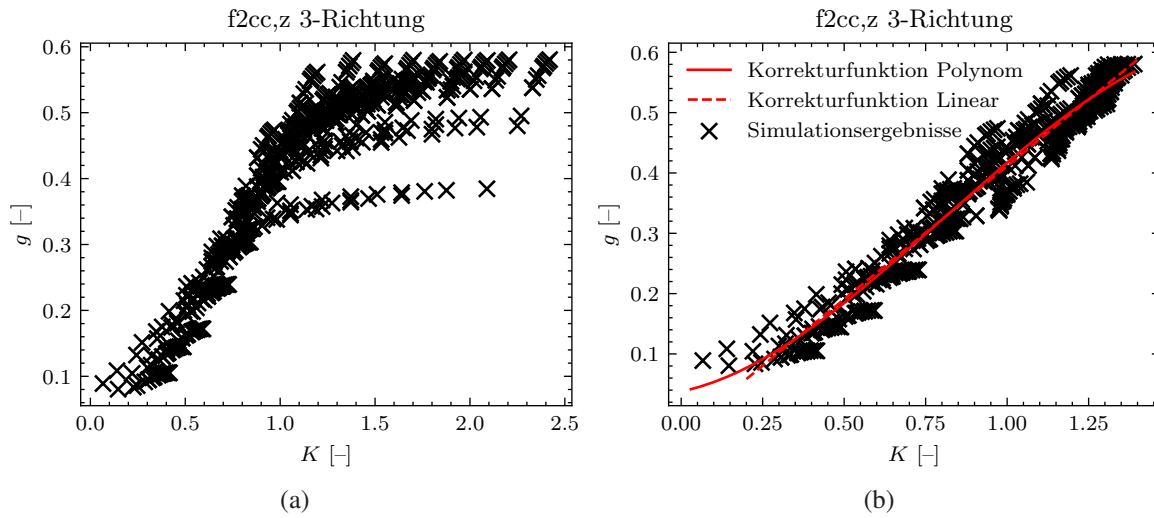 f2cc,z 3-Richtung
0.6
0.5
0.4
0.3
0.2
0.1
g [–]
0.0 0.5 1.0 1.5 2.0 2.5
K [–]
(a)
f2cc,z 3-Richtung
Korrekturfunktion Polynom
Korrekturfunktion Linear
Simulationsergebnisse
0.6
0.5
0.4
0.3
0.2
0.1
g [–]
0.00 0.25 0.50 0.75 1.00 1.25
K [–]
(b)